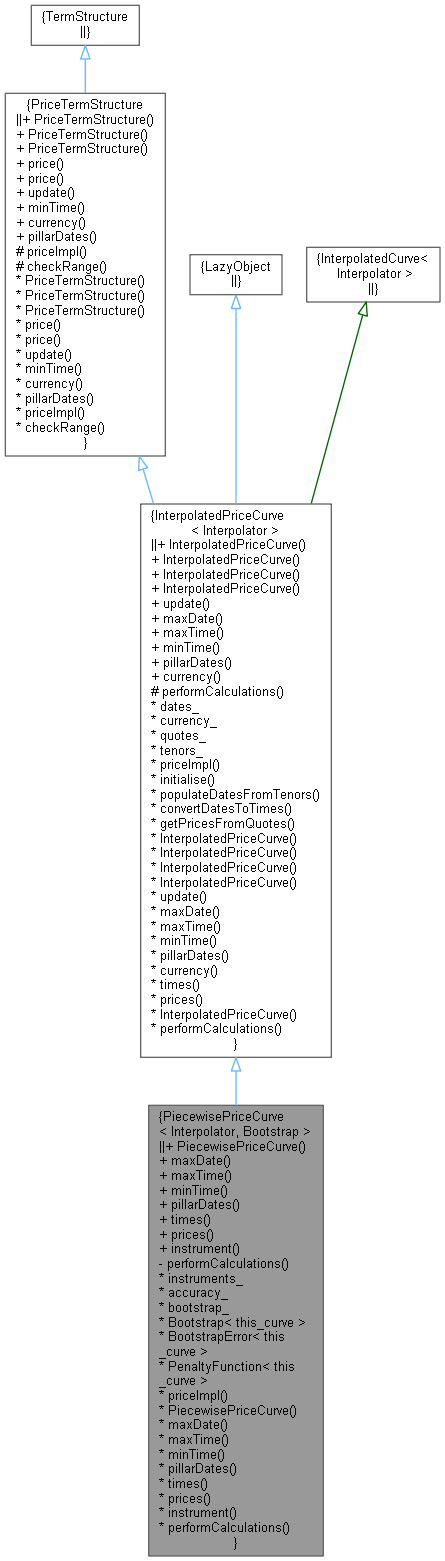 {TermStructure
||}
{PriceTermStructure
||+ PriceTermStructure()
+ PriceTermStructure()
+ PriceTermStructure()
+ price()
+ price()
+ update()
+ minTime()
+ currency()
+ pillarDates()
# priceImpl()
# checkRange()
* PriceTermStructure()
* PriceTermStructure()
* PriceTermStructure()
* price()
* price()
* update()
* minTime()
* currency()
* pillarDates()
* priceImpl()
* checkRange()
}
{LazyObject
||}
{InterpolatedCurve<
Interpolator >
||}
{InterpolatedPriceCurve
< Interpolator >
||+ InterpolatedPriceCurve()
+ InterpolatedPriceCurve()
+ InterpolatedPriceCurve()
+ InterpolatedPriceCurve()
+ update()
+ maxDate()
+ maxTime()
+ minTime()
+ pillarDates()
+ currency()
# performCalculations()
* dates_
* currency_
* quotes_
* tenors_
* priceImpl()
* initialise()
* populateDatesFromTenors()
* convertDatesToTimes()
* getPricesFromQuotes()
* InterpolatedPriceCurve()
* InterpolatedPriceCurve()
* InterpolatedPriceCurve()
* InterpolatedPriceCurve()
* update()
* maxDate()
* maxTime()
* minTime()
* pillarDates()
* currency()
* times()
* prices()
* InterpolatedPriceCurve()
* performCalculations()
}
{PiecewisePriceCurve
< Interpolator, Bootstrap >
||+ PiecewisePriceCurve()
+ maxDate()
+ maxTime()
+ minTime()
+ pillarDates()
+ times()
+ prices()
+ instrument()
- performCalculations()
* instruments_
* accuracy_
* bootstrap_
* Bootstrap< this_curve >
* BootstrapError< this
_curve >
* PenaltyFunction< this
_curve >
* priceImpl()
* PiecewisePriceCurve()
* maxDate()
* maxTime()
* minTime()
* pillarDates()
* times()
* prices()
* instrument()
* performCalculations()
}